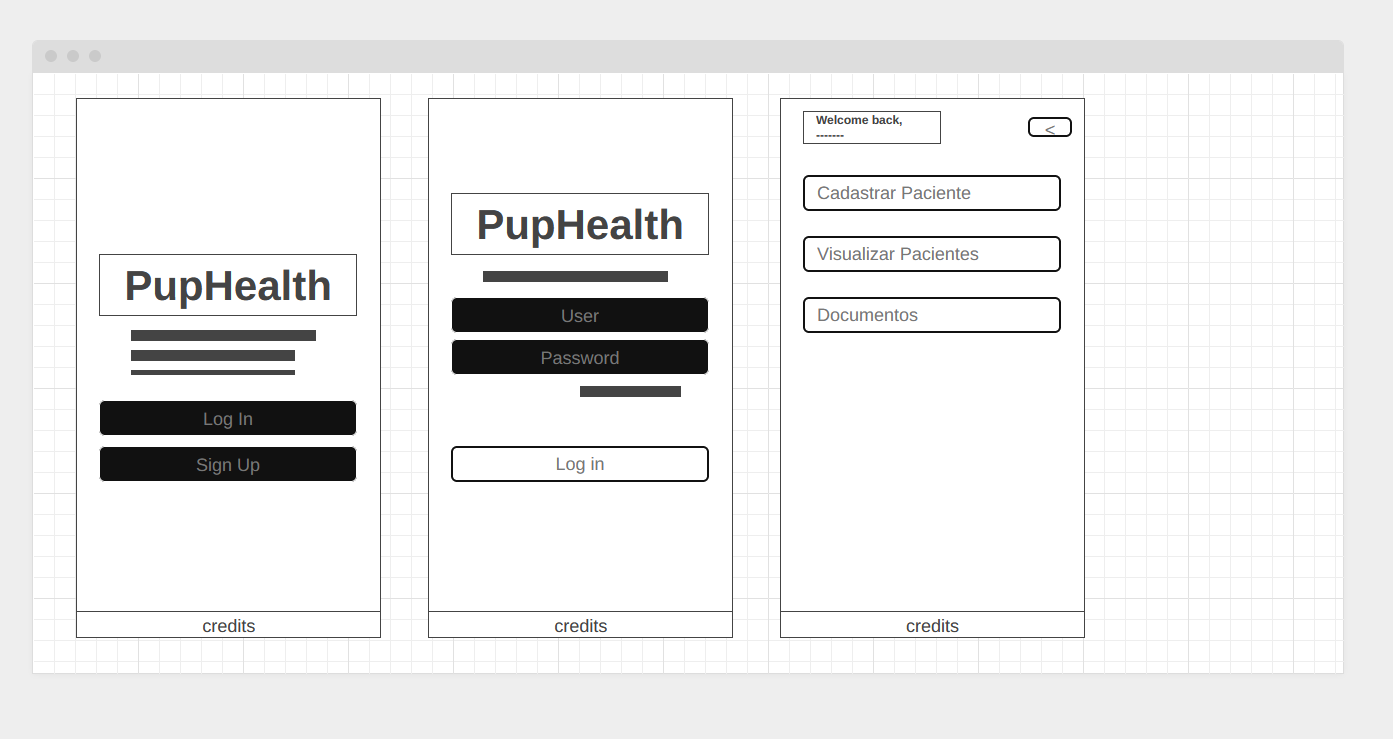 PupHealth
Log In
Sign Up
credits
PupHealth
User
Password
Log in
credits
Welcome back,
-------
<
Cadastrar Paciente
Visualizar Pacientes
Documentos
credits